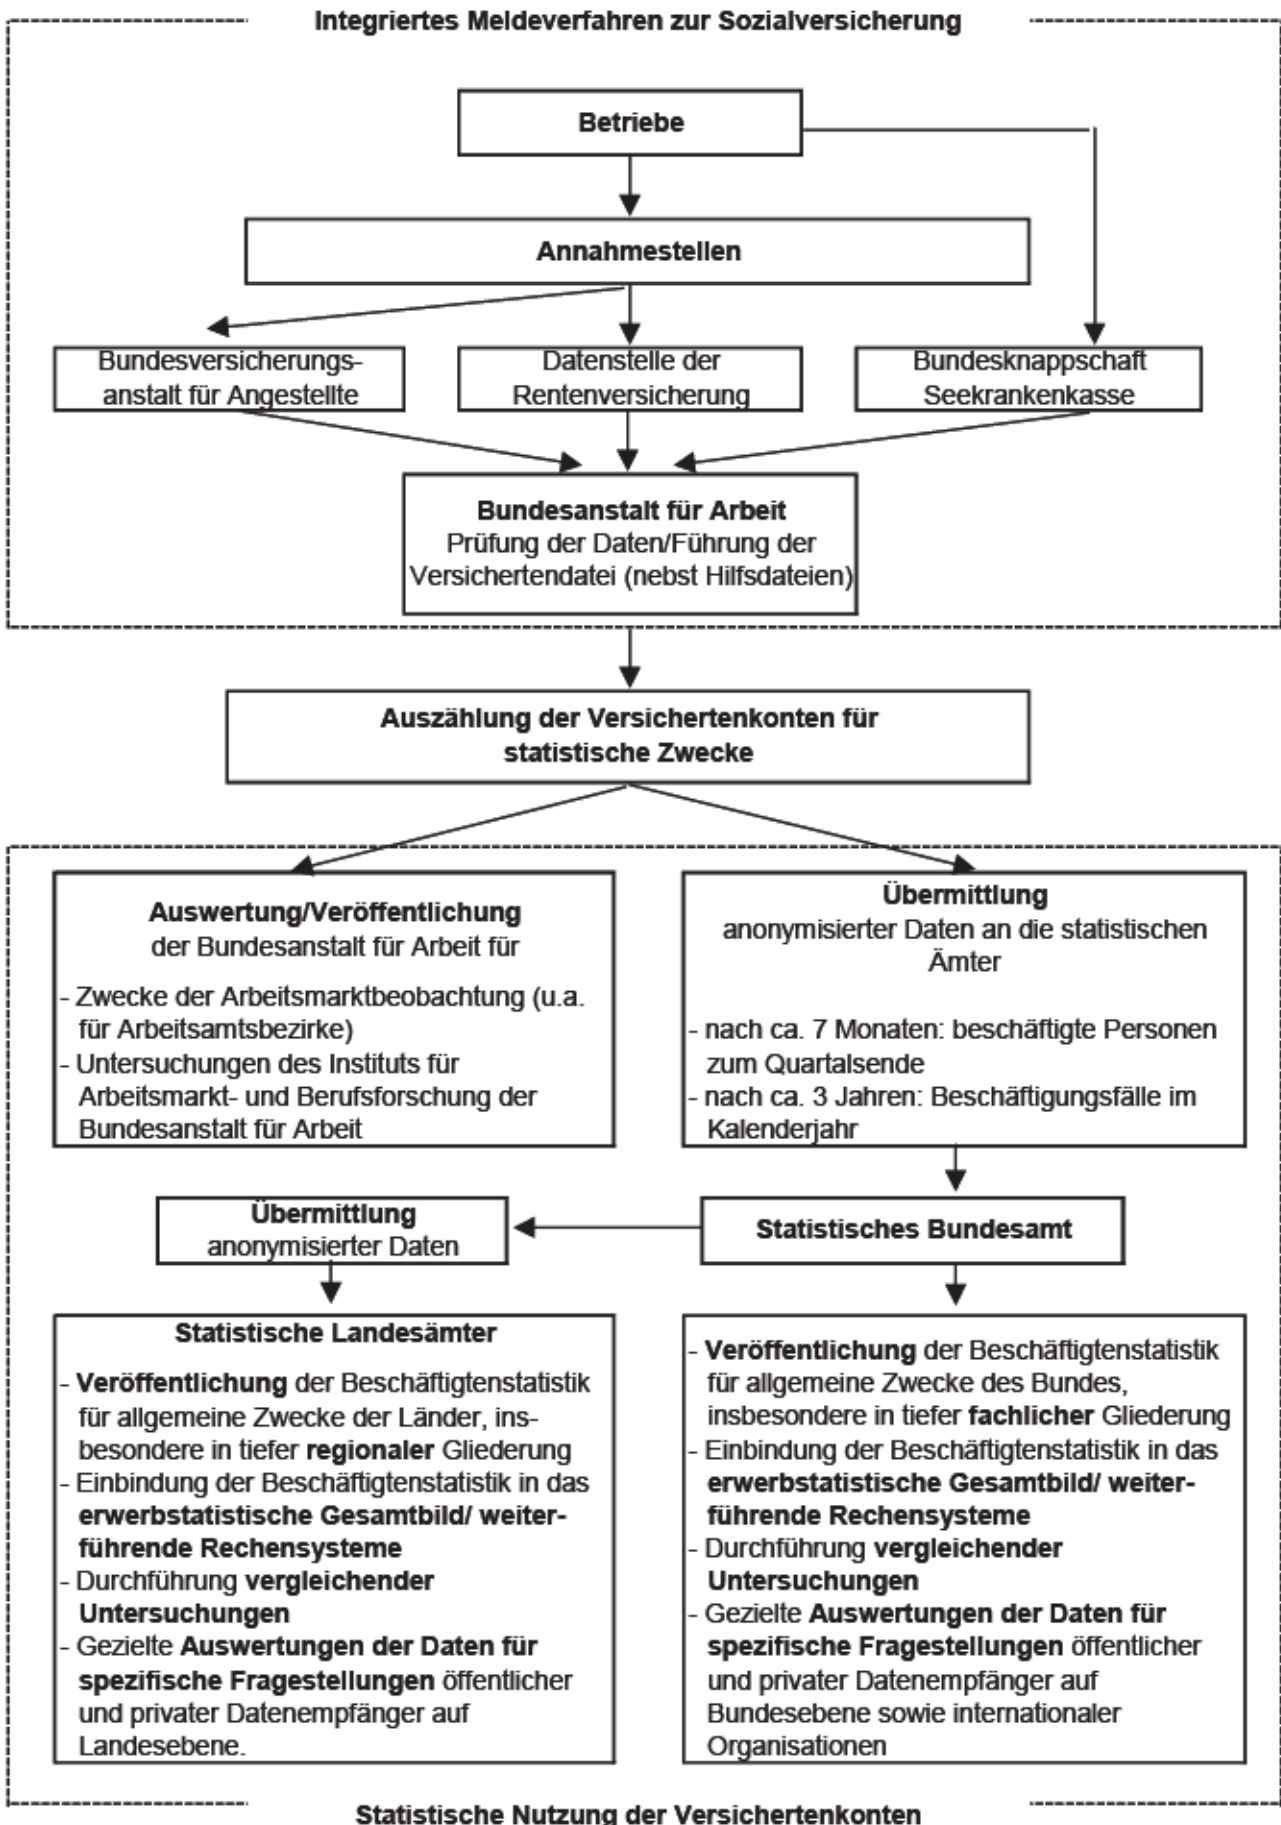 Integriertes Meldeverfahren zur Sozialversicherung
Betriebe
Annahmestellen
Bundesversicherungs-
anstalt für Angestellte
Datenstelle der
Rentenversicherung
Bundesknappschaft
Seekrankenkasse
Bundesanstalt für Arbeit
Prüfung der Daten/Führung der
Versichertendatei (nebst Hilfsdateien)
Auszählung der Versichertenkonten für
statistische Zwecke
Auswertung/Veröffentlichung
der Bundesanstalt für Arbeit für
- Zwecke der Arbeitsmarktbeobachtung (u.a.
für Arbeitsamtsbezirke)
- Untersuchungen des Instituts für
Arbeitsmarkt- und Berufsforschung der
Bundesanstalt für Arbeit
Übermittlung
anonymisierter Daten an die statistischen
Ämter
- nach ca. 7 Monaten: beschäftigte Personen
zum Quartalsende
- nach ca. 3 Jahren: Beschäftigungsfälle im
Kalenderjahr
Übermittlung
anonymisierter Daten
Statistisches Bundesamt
Statistische Landesämter
- Veröffentlichung der Beschäftigtenstatistik
für allgemeine Zwecke der Länder, ins-
besondere in tiefer regionaler Gliederung
- Einbindung der Beschäftigtenstatistik in das
erwerbstatistische Gesamtbild/ weiter-
führende Rechensysteme
- Durchführung vergleichender
Untersuchungen
- Gezielte Auswertungen der Daten für
spezifische Fragestellungen öffentlicher
und privater Datenempfänger auf
Landesebene.
- Veröffentlichung der Beschäftigtenstatistik
für allgemeine Zwecke des Bundes,
insbesondere in tiefer fachlicher Gliederung
- Einbindung der Beschäftigtenstatistik in das
erwerbstatistische Gesamtbild/ weiter-
führende Rechensysteme
- Durchführung vergleichender
Untersuchungen
- Gezielte Auswertungen der Daten für
spezifische Fragestellungen öffentlicher
und privater Datenempfänger auf
Bundesebene sowie internationaler
Organisationen
Statistische Nutzung der Versichertenkonten